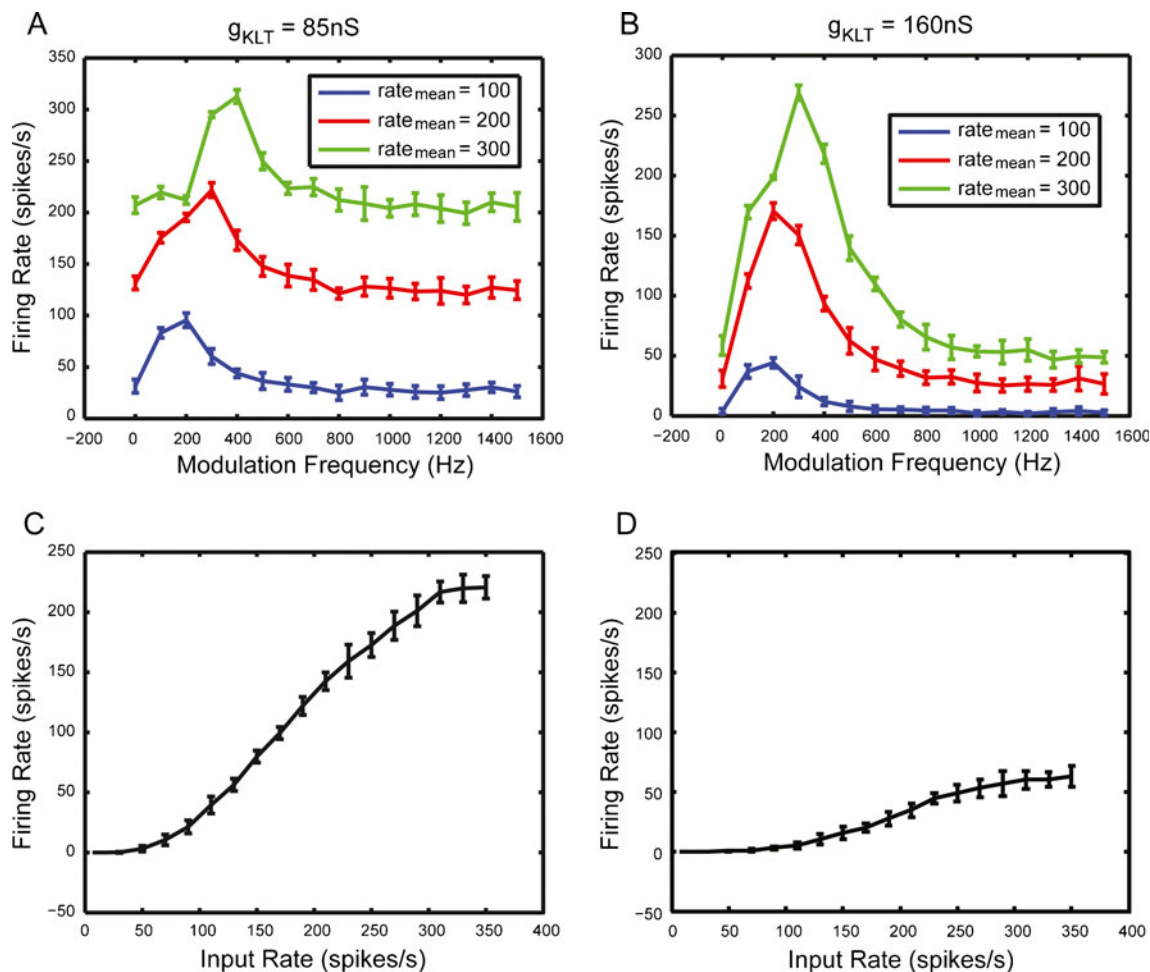 A
g_KLT = 85nS
350
300
250
200
150
100
50
0
Firing Rate (spikes/s)
rate_mean = 100
rate_mean = 200
rate_mean = 300
−200 0 200 400 600 800 1000 1200 1400 1600
Modulation Frequency (Hz)
B
g_KLT = 160nS
300
250
200
150
100
50
0
Firing Rate (spikes/s)
rate_mean = 100
rate_mean = 200
rate_mean = 300
−200 0 200 400 600 800 1000 1200 1400 1600
Modulation Frequency (Hz)
C
250
200
150
100
50
0
−50
Firing Rate (spikes/s)
0 50 100 150 200 250 300 350 400
Input Rate (spikes/s)
D
250
200
150
100
50
0
−50
Firing Rate (spikes/s)
0 50 100 150 200 250 300 350 400
Input Rate (spikes/s)